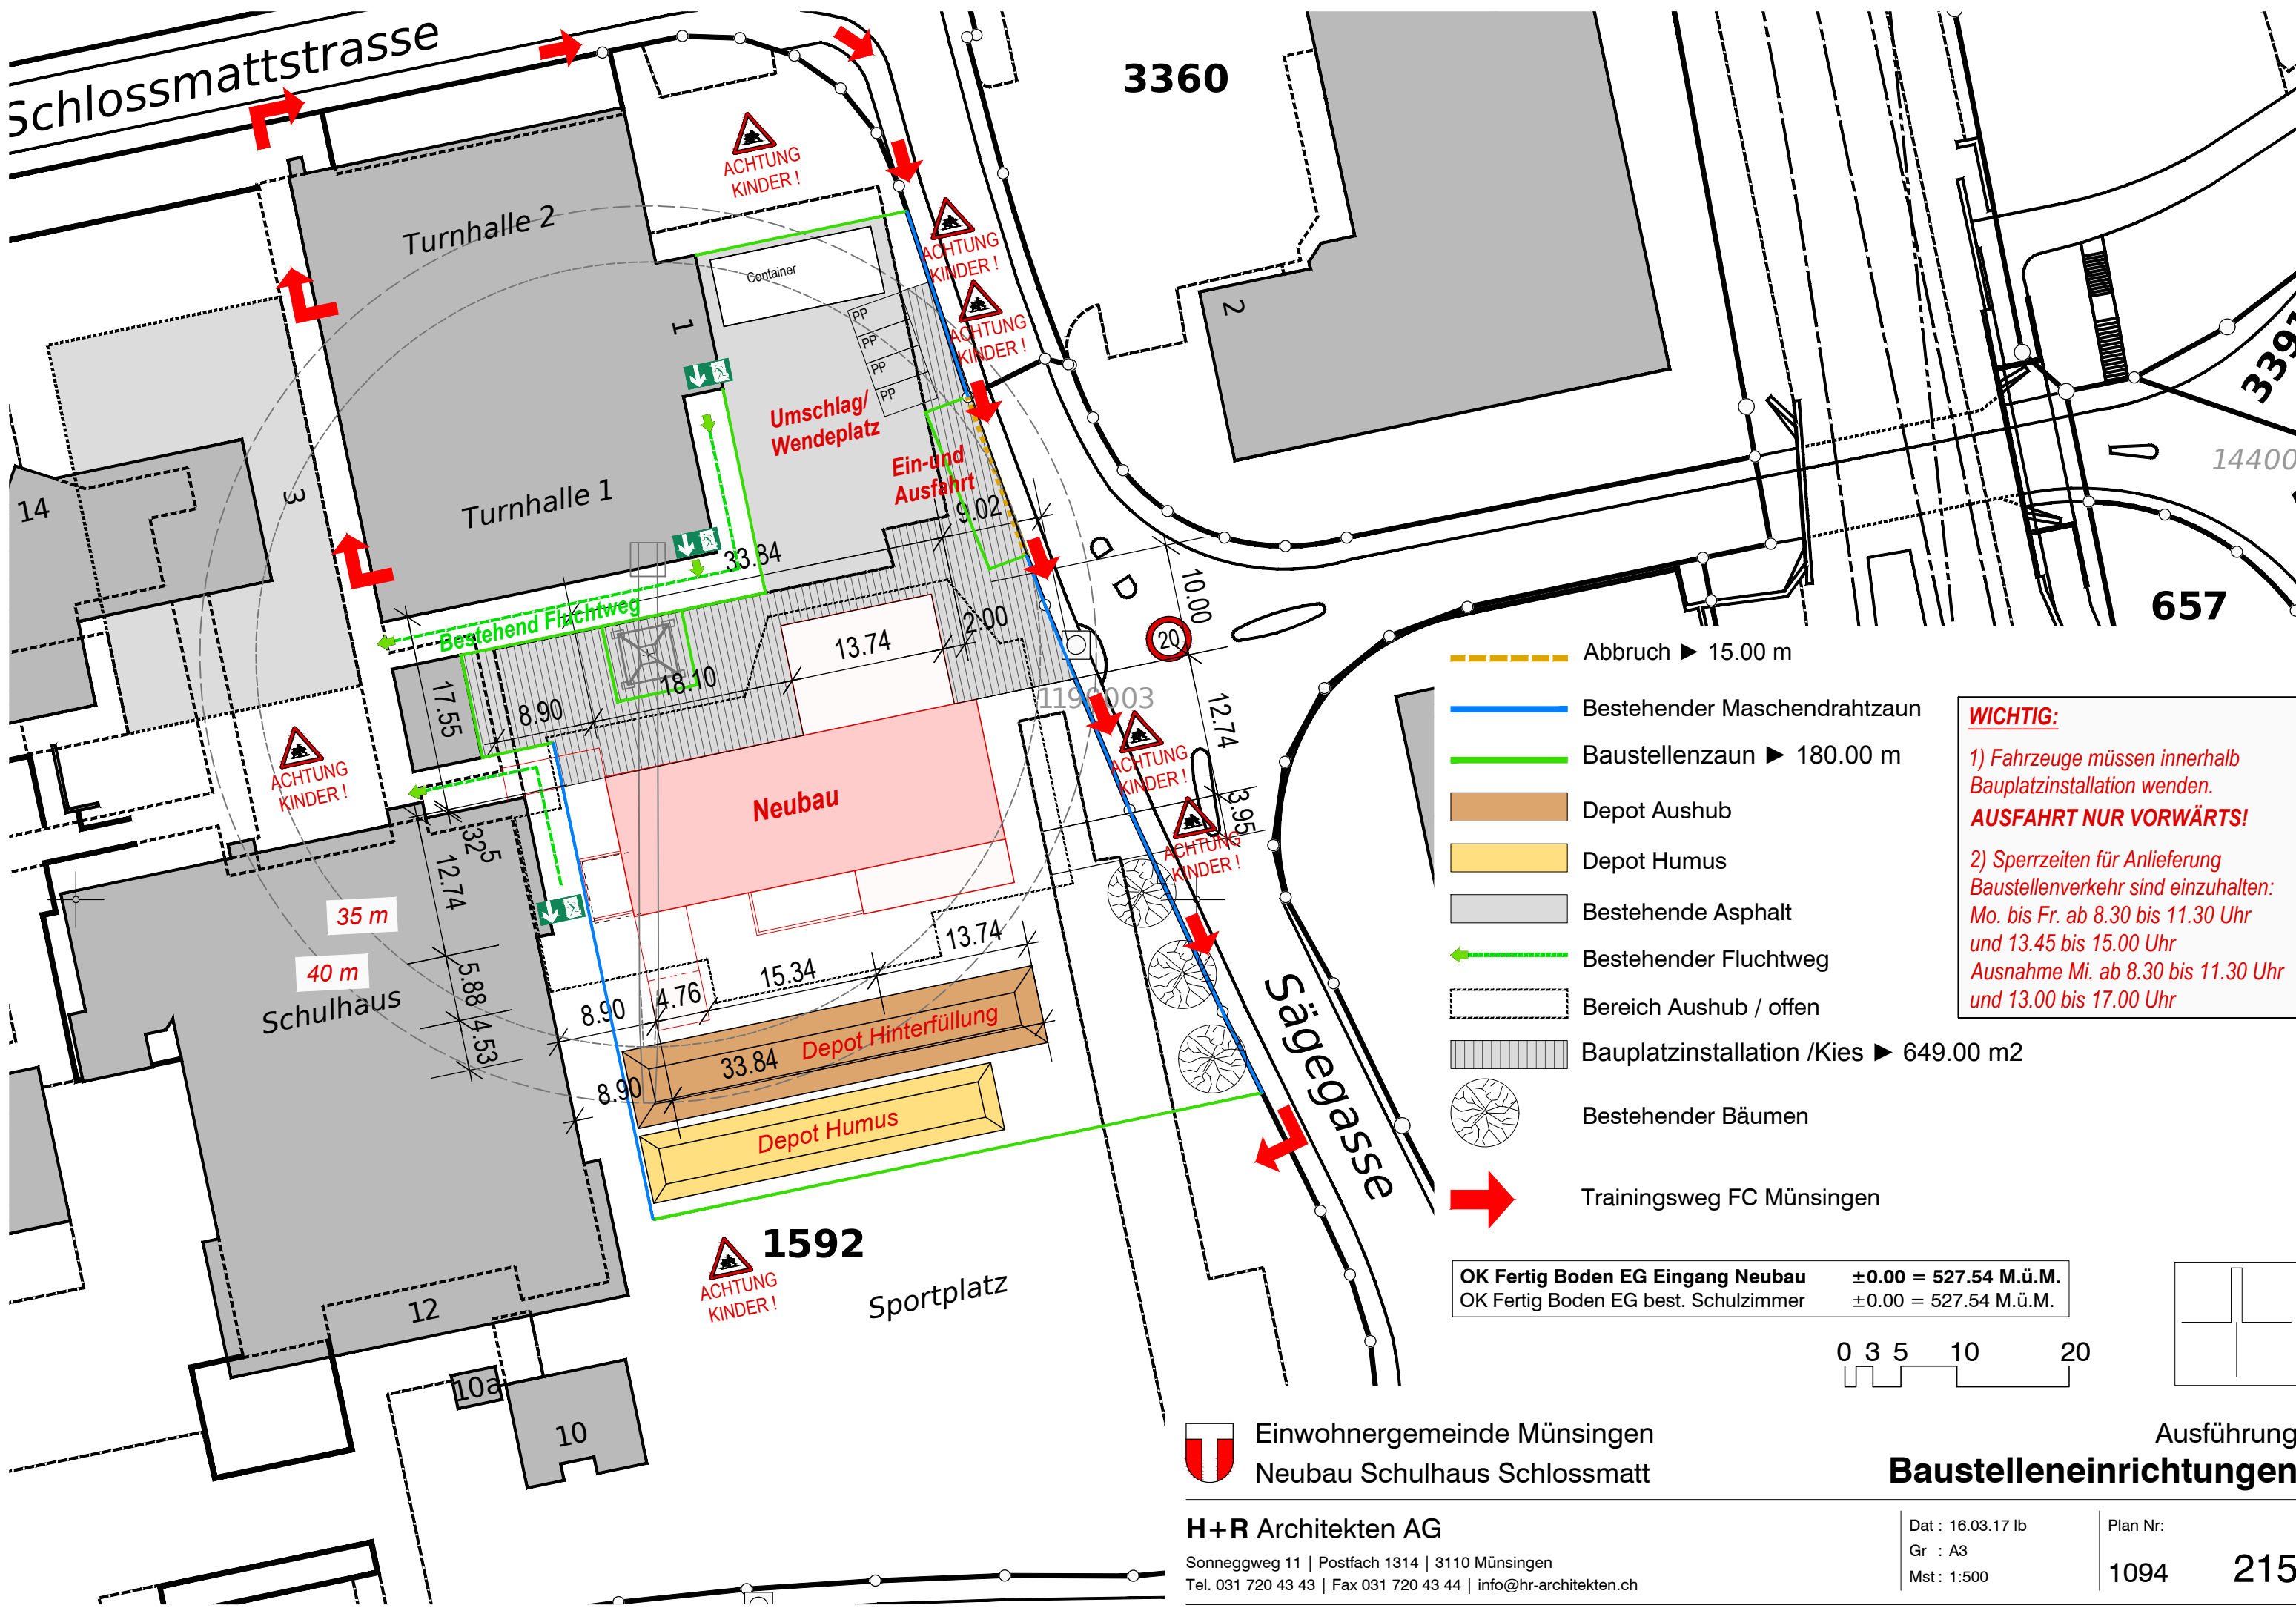 Schlossmattstrasse
3360
ACHTUNG
KINDER !
Turnhalle 2
Container
1
PP
PP
PP
PP
ACHTUNG
KINDER !
ACHTUNG
KINDER !
2
Umschlag/
Wendeplatz
Ein-und
Ausfahrt
3
14
Turnhalle 1
9.02
33.84
D
D
10.00
14400
657
Bestehend Fluchtweg
2.00
13.74
20
18.10
8.90
17.55
12.74
ACHTUNG
KINDER !
ACHTUNG
KINDER !
Neubau
3.95
ACHTUNG
KINDER !
12.74
35 m
40 m
Schulhaus
5.88
4.53
13.74
15.34
4.76
8.90
Depot Hinterfüllung
33.84
8.90
Depot Humus
Sägegasse
1592
ACHTUNG
KINDER !
Sportplatz
12
10a
10
Abbruch ► 15.00 m
Bestehender Maschendrahtzaun
Baustellenzaun ► 180.00 m
Depot Aushub
Depot Humus
Bestehende Asphalt
Bestehender Fluchtweg
Bereich Aushub / offen
Bauplatzinstallation /Kies ► 649.00 m2
Bestehender Bäumen
Trainingsweg FC Münsingen
WICHTIG:
1) Fahrzeuge müssen innerhalb
Bauplatzinstallation wenden.
AUSFAHRT NUR VORWÄRTS!
2) Sperrzeiten für Anlieferung
Baustellenverkehr sind einzuhalten:
Mo. bis Fr. ab 8.30 bis 11.30 Uhr
und 13.45 bis 15.00 Uhr
Ausnahme Mi. ab 8.30 bis 11.30 Uhr
und 13.00 bis 17.00 Uhr
OK Fertig Boden EG Eingang Neubau ±0.00 = 527.54 M.ü.M.
OK Fertig Boden EG best. Schulzimmer ±0.00 = 527.54 M.ü.M.
0 3 5 10 20
Einwohnergemeinde Münsingen
Neubau Schulhaus Schlossmatt
Ausführung
Baustelleneinrichtungen
H+R Architekten AG
Sonneggweg 11 | Postfach 1314 | 3110 Münsingen
Tel. 031 720 43 43 | Fax 031 720 43 44 | info@hr-architekten.ch
Dat : 16.03.17 lb
Gr : A3
Mst : 1:500
Plan Nr:
1094 215